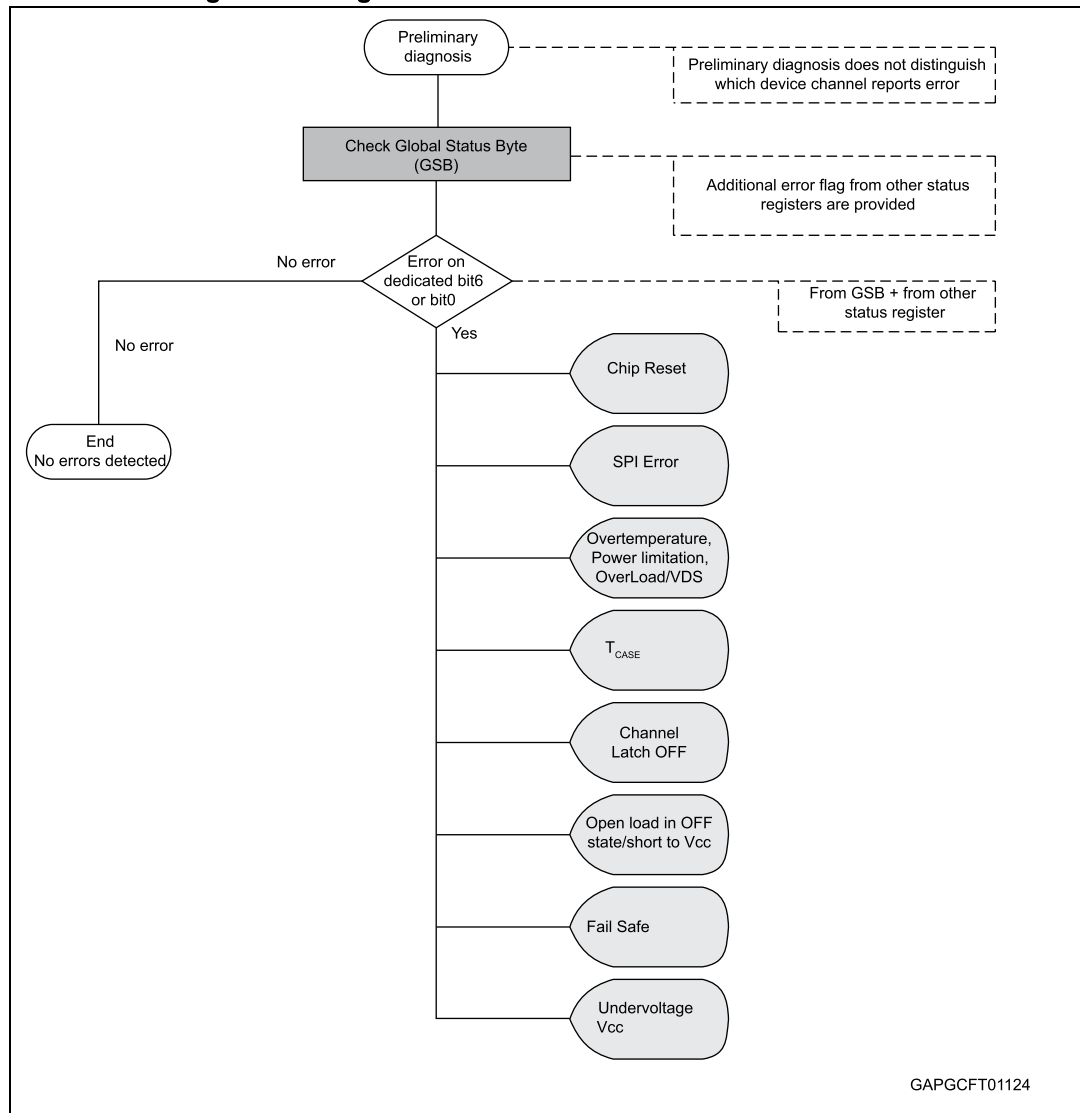 Preliminary
diagnosis
Preliminary diagnosis does not distinguish
which device channel reports error
Check Global Status Byte
(GSB)
Additional error flag from other status
registers are provided
Error on
dedicated bit6
or bit0
No error
From GSB + from other
status register
Yes
No error
Chip Reset
End
No errors detected
SPI Error
Overtemperature,
Power limitation,
OverLoad/VDS
TCASE
Channel
Latch OFF
Open load in OFF
state/short to Vcc
Fail Safe
Undervoltage
Vcc
GAPGCFT01124